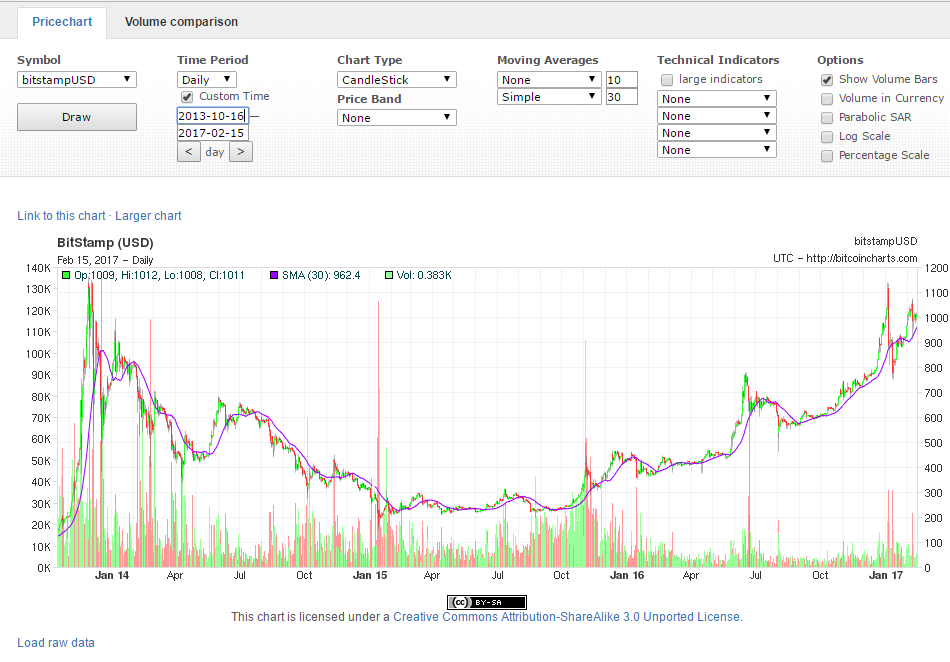 Pricechart Volume comparison
Symbol Time Period Chart Type Moving Averages Technical Indicators Options
bitstampUSD Daily CandleStick None 10 large indicators Show Volume Bars
Custom Time Price Band Simple 30 None Volume in Currency
Draw 2013-10-16 — None None Parabolic SAR
2017-02-15 None Log Scale
< day > None Percentage Scale
Link to this chart · Larger chart
BitStamp (USD) bitstampUSD
Feb 15, 2017 – Daily UTC – http://bitcoincharts.com
Op:1009, Hi:1012, Lo:1008, Cl:1011 SMA (30): 962.4 Vol: 0.383K
140K 1200
130K 1100
120K 1000
110K
100K 900
90K 800
80K 700
70K 600
60K 500
50K 400
40K 300
30K
20K 200
10K 100
0K 0
Jan 14 Apr Jul Oct Jan 15 Apr Jul Oct Jan 16 Apr Jul Oct Jan 17
cc BY-SA
This chart is licensed under a Creative Commons Attribution-ShareAlike 3.0 Unported License.
Load raw data